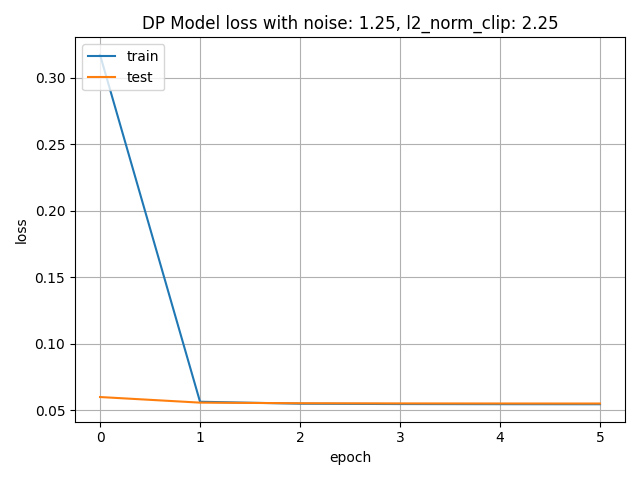 DP Model loss with noise: 1.25, l2_norm_clip: 2.25
train
test
0.30
0.25
0.20
0.15
0.10
0.05
loss
0 1 2 3 4 5
epoch